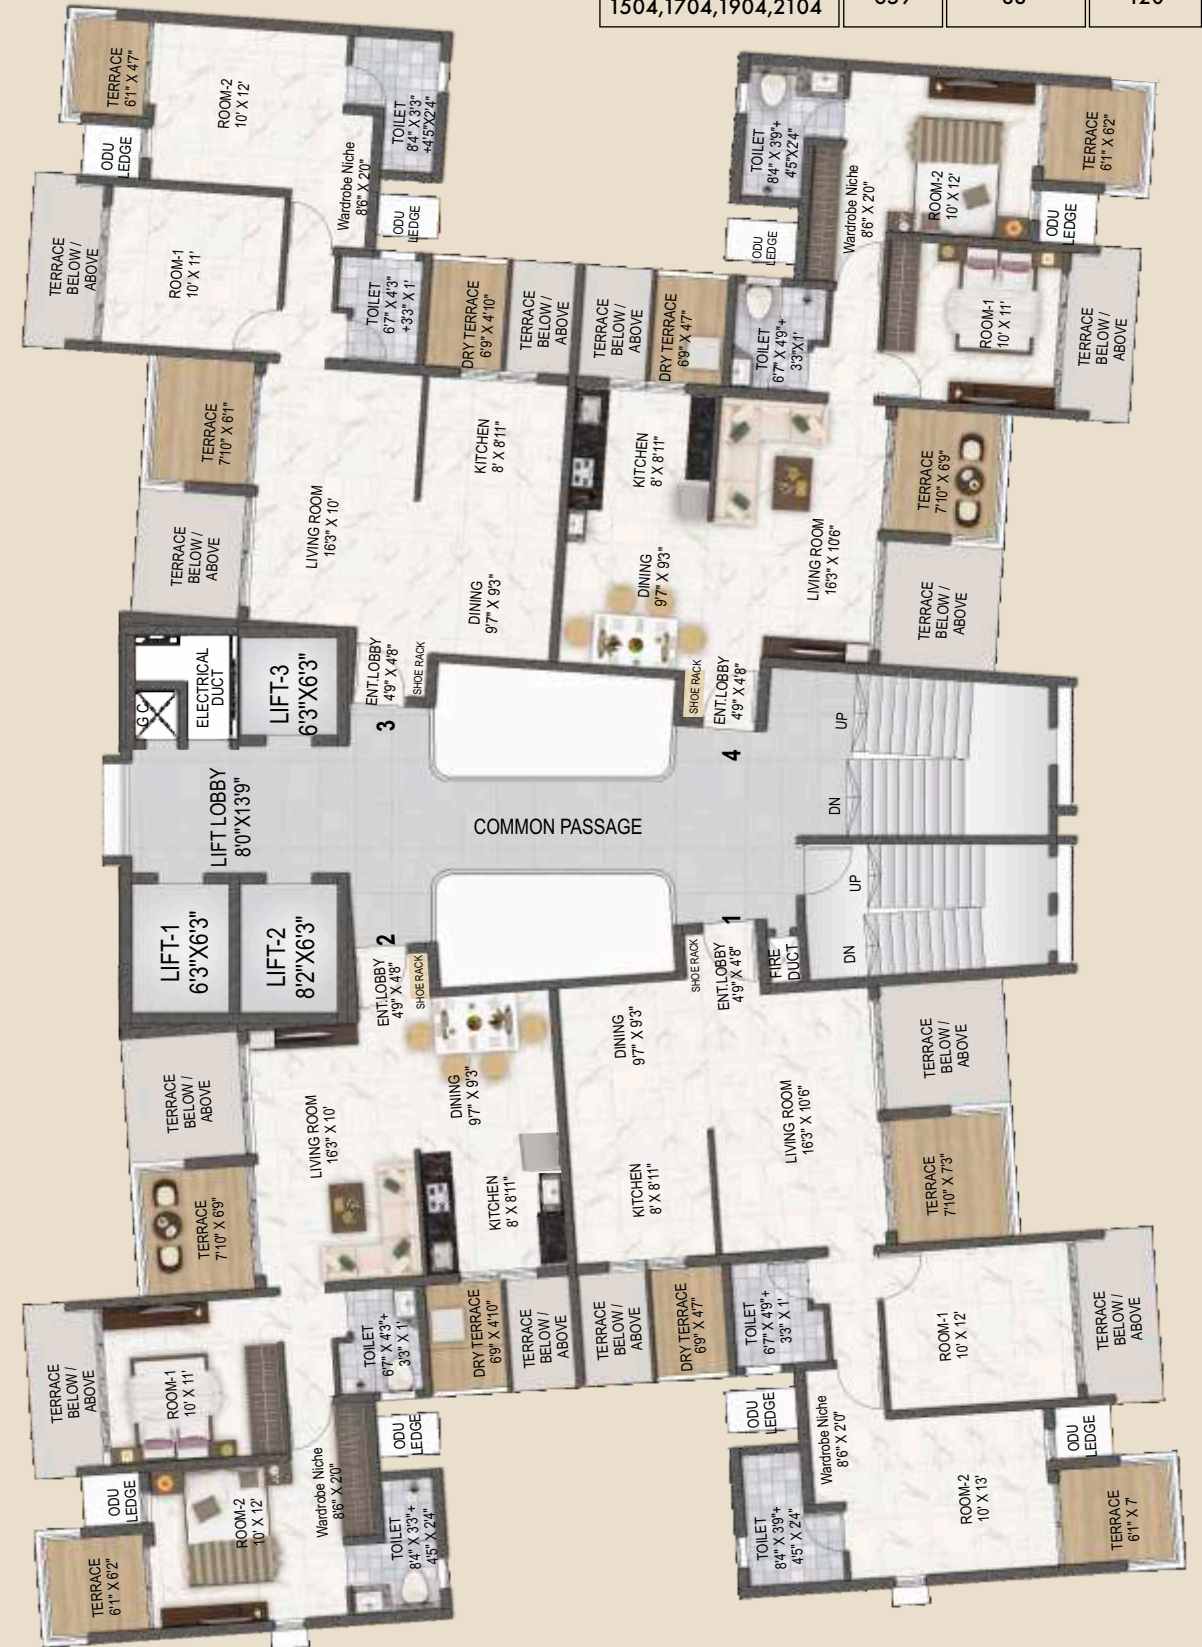 1504,1704,1904,2104
TERRACE
6'1" X 4'7"
ROOM-2
10' X 12'
TOILET
8'4" X 3'3"
+4'5"X2'4"
ODU
LEDGE
Wardrobe Niche
8'6" X 2'0"
ODU
LEDGE
TERRACE
BELOW /
ABOVE
ROOM-1
10' X 11'
TOILET
6'7" X 4'3"
+3'3" X 1'
DRY TERRACE
6'9" X 4'10"
TERRACE
BELOW /
ABOVE
TERRACE
7'10" X 6'1"
LIVING ROOM
16'3" X 10'
KITCHEN
8' X 8'11"
TERRACE
BELOW /
ABOVE
DINING
9'7" X 9'3"
ENT.LOBBY
4'9" X 4'8"
SHOE RACK
3
TOILET
8'4" X 3'9"+
4'5"X2'4"
ODU
LEDGE
Wardrobe Niche
8'6" X 2'0"
ROOM-2
10' X 12'
TERRACE
6'1" X 6'2"
ODU
LEDGE
TERRACE
BELOW /
ABOVE
DRY TERRACE
6'9" X 4'7"
TOILET
6'7" X 4'9"+
3'3"X1'
ROOM-1
10' X 11'
TERRACE
BELOW /
ABOVE
KITCHEN
8' X 8'11"
TERRACE
7'10" X 6'9"
DINING
9'7" X 9'3"
LIVING ROOM
16'3" X 10'6"
TERRACE
BELOW /
ABOVE
SHOE RACK
ENT.LOBBY
4'9" X 4'8"
4
G C
ELECTRICAL
DUCT
LIFT-3
6'3"X6'3"
LIFT LOBBY
8'0"X13'9"
COMMON PASSAGE
UP
DN
LIFT-1
6'3"X6'3"
LIFT-2
8'2"X6'3"
UP
DN
FIRE
DUCT
2
ENT.LOBBY
4'9" X 4'8"
SHOE RACK
TERRACE
BELOW /
ABOVE
LIVING ROOM
16'3" X 10'
DINING
9'7" X 9'3"
TERRACE
7'10" X 6'9"
KITCHEN
8' X 8'11"
TERRACE
BELOW /
ABOVE
ROOM-1
10' X 11'
TOILET
6'7" X 4'3"+
3'3" X 1'
DRY TERRACE
6'9" X 4'10"
TERRACE
BELOW /
ABOVE
ODU
LEDGE
ODU
LEDGE
ROOM-2
10' X 12'
Wardrobe Niche
8'6" X 2'0"
TERRACE
6'1" X 6'2"
TOILET
8'4" X 3'3"+
4'5" X 2'4"
1
SHOE RACK
ENT.LOBBY
4'9" X 4'8"
DINING
9'7" X 9'3"
LIVING ROOM
16'3" X 10'6"
TERRACE
BELOW /
ABOVE
KITCHEN
8' X 8'11"
TERRACE
7'10" X 7'3"
TERRACE
BELOW /
ABOVE
DRY TERRACE
6'9" X 4'7"
TOILET
6'7" X 4'9"+
3'3" X 1'
ROOM-1
10' X 12'
TERRACE
BELOW /
ABOVE
ODU
LEDGE
Wardrobe Niche
8'6" X 2'0"
ODU
LEDGE
TOILET
8'4" X 3'9"+
4'5" X 2'4"
ROOM-2
10' X 13'
TERRACE
6'1" X 7'